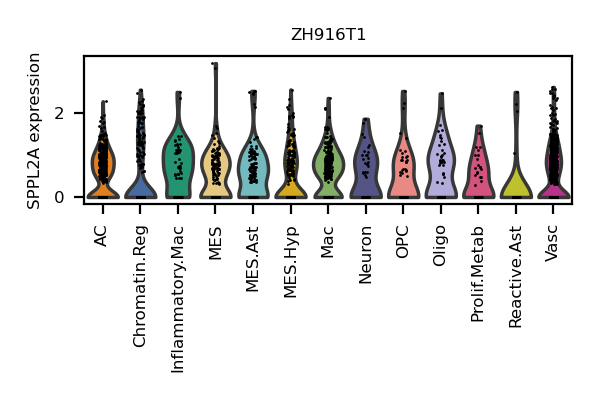 ZH916T1
SPPL2A expression
2
0
AC
Chromatin.Reg
Inflammatory.Mac
MES
MES.Ast
MES.Hyp
Mac
Neuron
OPC
Oligo
Prolif.Metab
Reactive.Ast
Vasc